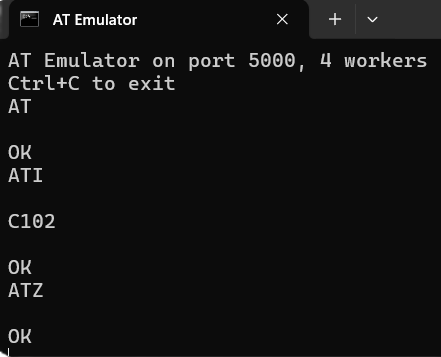 AT Emulator
AT Emulator on port 5000, 4 workers
Ctrl+C to exit
AT
OK
ATI
C102
OK
ATZ
OK